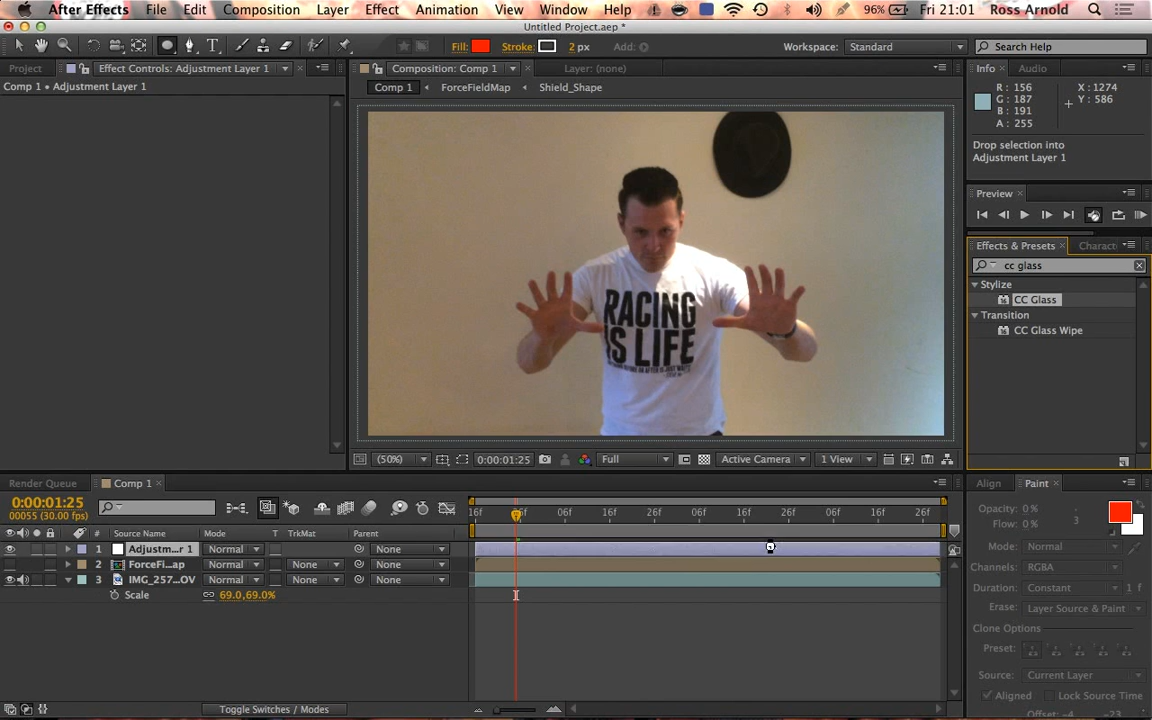 After Effects File Edit Composition Layer Effect Animation View Window Help 96% Fri 21:01 Ross Arnold
Untitled Project.aep *
Fill: Stroke: 2 px Add: Workspace: Standard Search Help
Project Effect Controls: Adjustment Layer 1 Composition: Comp 1 Layer: (none) Info Audio
Comp 1 • Adjustment Layer 1
Comp 1 ForceFieldMap Shield_Shape
R : 156
G : 187
B : 191
A : 255
X : 1274
Y : 586
Drop selection into
Adjustment Layer 1
Preview
Effects & Presets Charact
cc glass
Stylize
CC Glass
Transition
CC Glass Wipe
RACING
IS LIFE
(50%) 0:00:01:25 Full Active Camera 1 View
Render Queue Comp 1
0:00:01:25
00055 (30.00 fps)
16f 06f 16f 26f 06f 16f 26f 06f 18f 26f
# Source Name Mode T TrkMat Parent
1 Adjustm...r 1 Normal None
2 ForceFi...ap Normal None None
3 IMG_257...OV Normal None None
Scale 69.0,69.0%
Toggle Switches / Modes
Align Paint
Opacity: 0 %
Flow: 0 %
3
Mode: Normal
Channels: RGBA
Duration: Constant 1 f
Erase: Layer Source & Paint
Clone Options
Preset:
Source: Current Layer
Aligned Lock Source Time
Offset: -4 -23